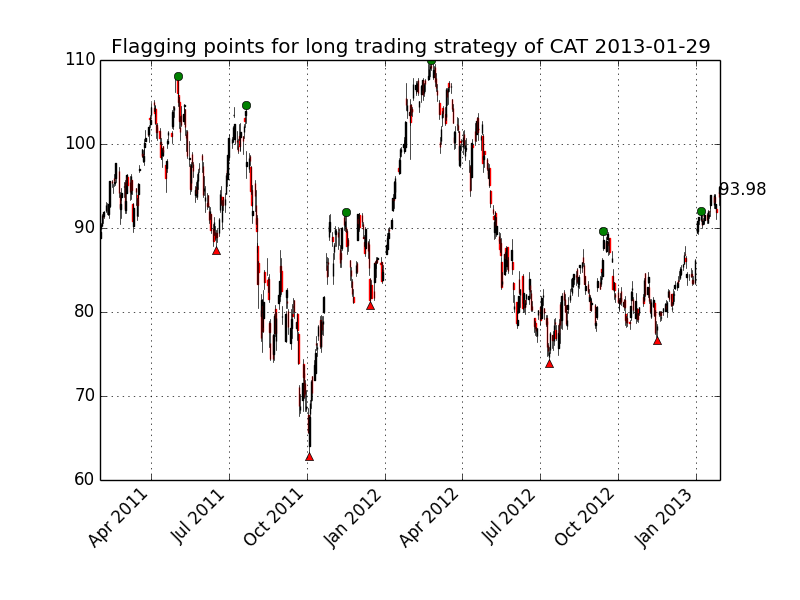 Flagging points for long trading strategy of CAT 2013-01-29
110
100
90
80
70
60
93.98
Apr 2011
Jul 2011
Oct 2011
Jan 2012
Apr 2012
Jul 2012
Oct 2012
Jan 2013